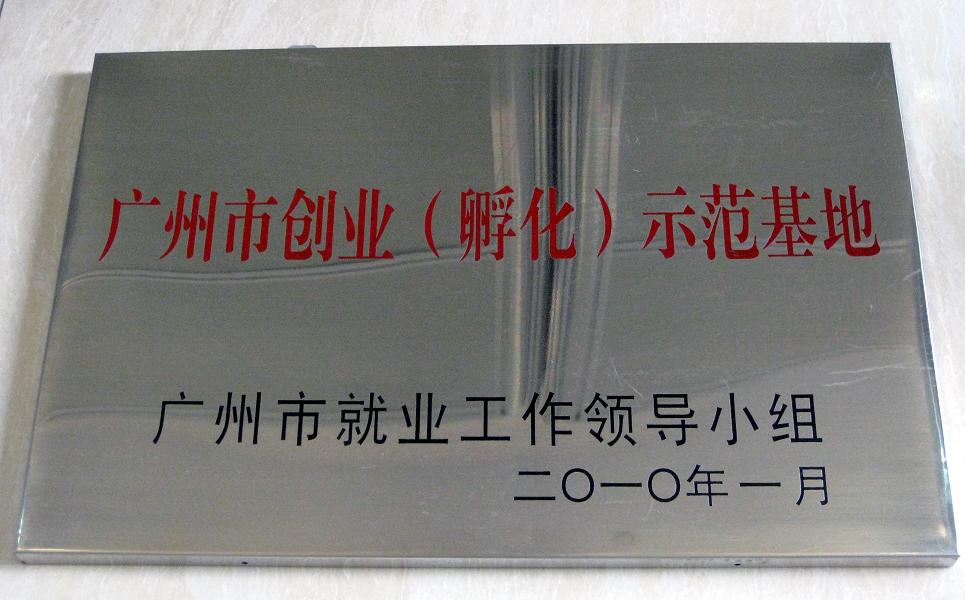 广州市创业（孵化）示范基地
广州市就业工作领导小组
二〇一〇年一月